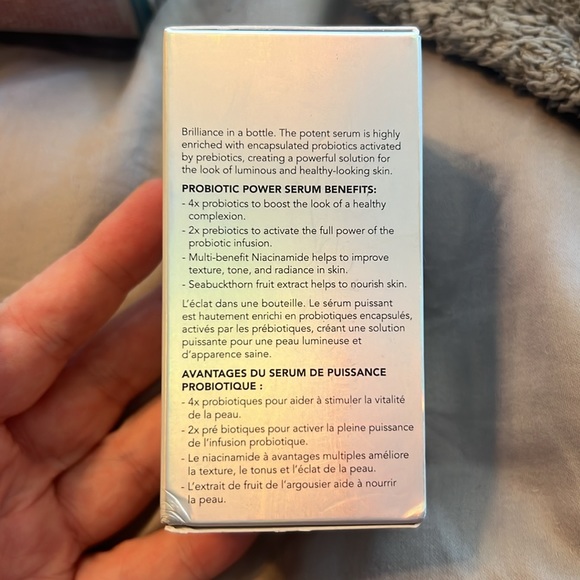 Brilliance in a bottle. The potent serum is highly
enriched with encapsulated probiotics activated
by prebiotics, creating a powerful solution for
the look of luminous and healthy-looking skin.
PROBIOTIC POWER SERUM BENEFITS:
- 4x probiotics to boost the look of a healthy
complexion.
- 2x prebiotics to activate the full power of the
probiotic infusion.
- Multi-benefit Niacinamide helps to improve
texture, tone, and radiance in skin.
- Seabuckthorn fruit extract helps to nourish skin.
L'éclat dans une bouteille. Le sérum puissant
est hautement enrichi en probiotiques encapsulés,
activés par les prébiotiques, créant une solution
puissante pour une peau lumineuse et
d'apparence saine.
AVANTAGES DU SERUM DE PUISSANCE
PROBIOTIQUE :
- 4x probiotiques pour aider à stimuler la vitalité
de la peau.
- 2x pré biotiques pour activer la pleine puissance
de l'infusion probiotique.
- Le niacinamide à avantages multiples améliore
la texture, le tonus et l'éclat de la peau.
- L'extrait de fruit de l'argousier aide à nourrir
la peau.